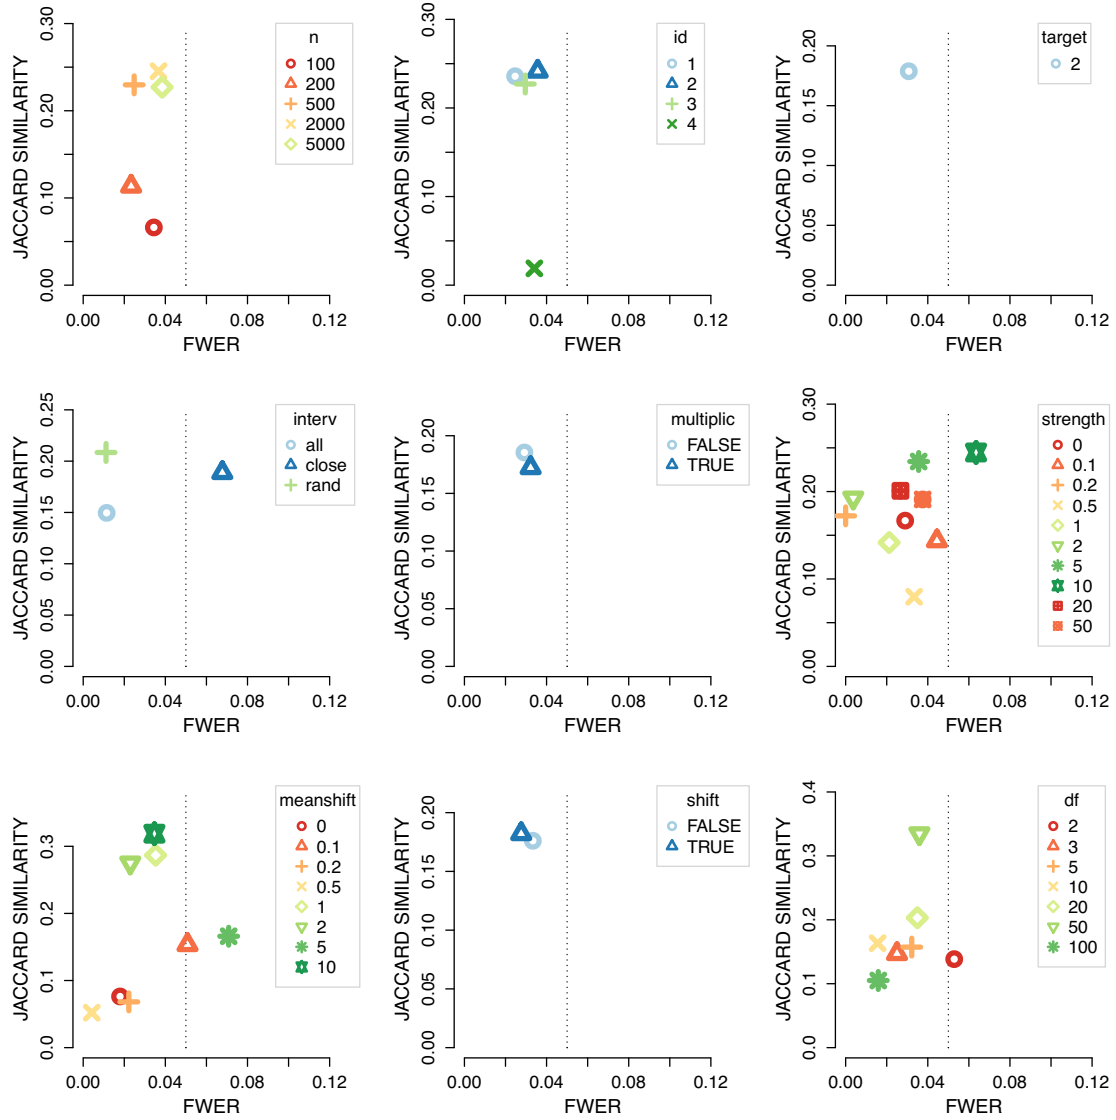 n
100
200
500
2000
5000
JACCARD SIMILARITY
0.00 0.10 0.20 0.30
0.00 0.04 0.08 0.12
FWER
id
1
2
3
4
JACCARD SIMILARITY
0.00 0.10 0.20 0.30
0.00 0.04 0.08 0.12
FWER
target
2
JACCARD SIMILARITY
0.00 0.05 0.10 0.15 0.20
0.00 0.04 0.08 0.12
FWER
interv
all
close
rand
JACCARD SIMILARITY
0.00 0.05 0.10 0.15 0.20 0.25
0.00 0.04 0.08 0.12
FWER
multiplic
FALSE
TRUE
JACCARD SIMILARITY
0.00 0.05 0.10 0.15 0.20
0.00 0.04 0.08 0.12
FWER
strength
0
0.1
0.2
0.5
1
2
5
10
20
50
JACCARD SIMILARITY
0.00 0.10 0.20 0.30
0.00 0.04 0.08 0.12
FWER
meanshift
0
0.1
0.2
0.5
1
2
5
10
JACCARD SIMILARITY
0.0 0.1 0.2 0.3
0.00 0.04 0.08 0.12
FWER
shift
FALSE
TRUE
JACCARD SIMILARITY
0.00 0.05 0.10 0.15 0.20
0.00 0.04 0.08 0.12
FWER
df
2
3
5
10
20
50
100
JACCARD SIMILARITY
0.0 0.1 0.2 0.3 0.4
0.00 0.04 0.08 0.12
FWER